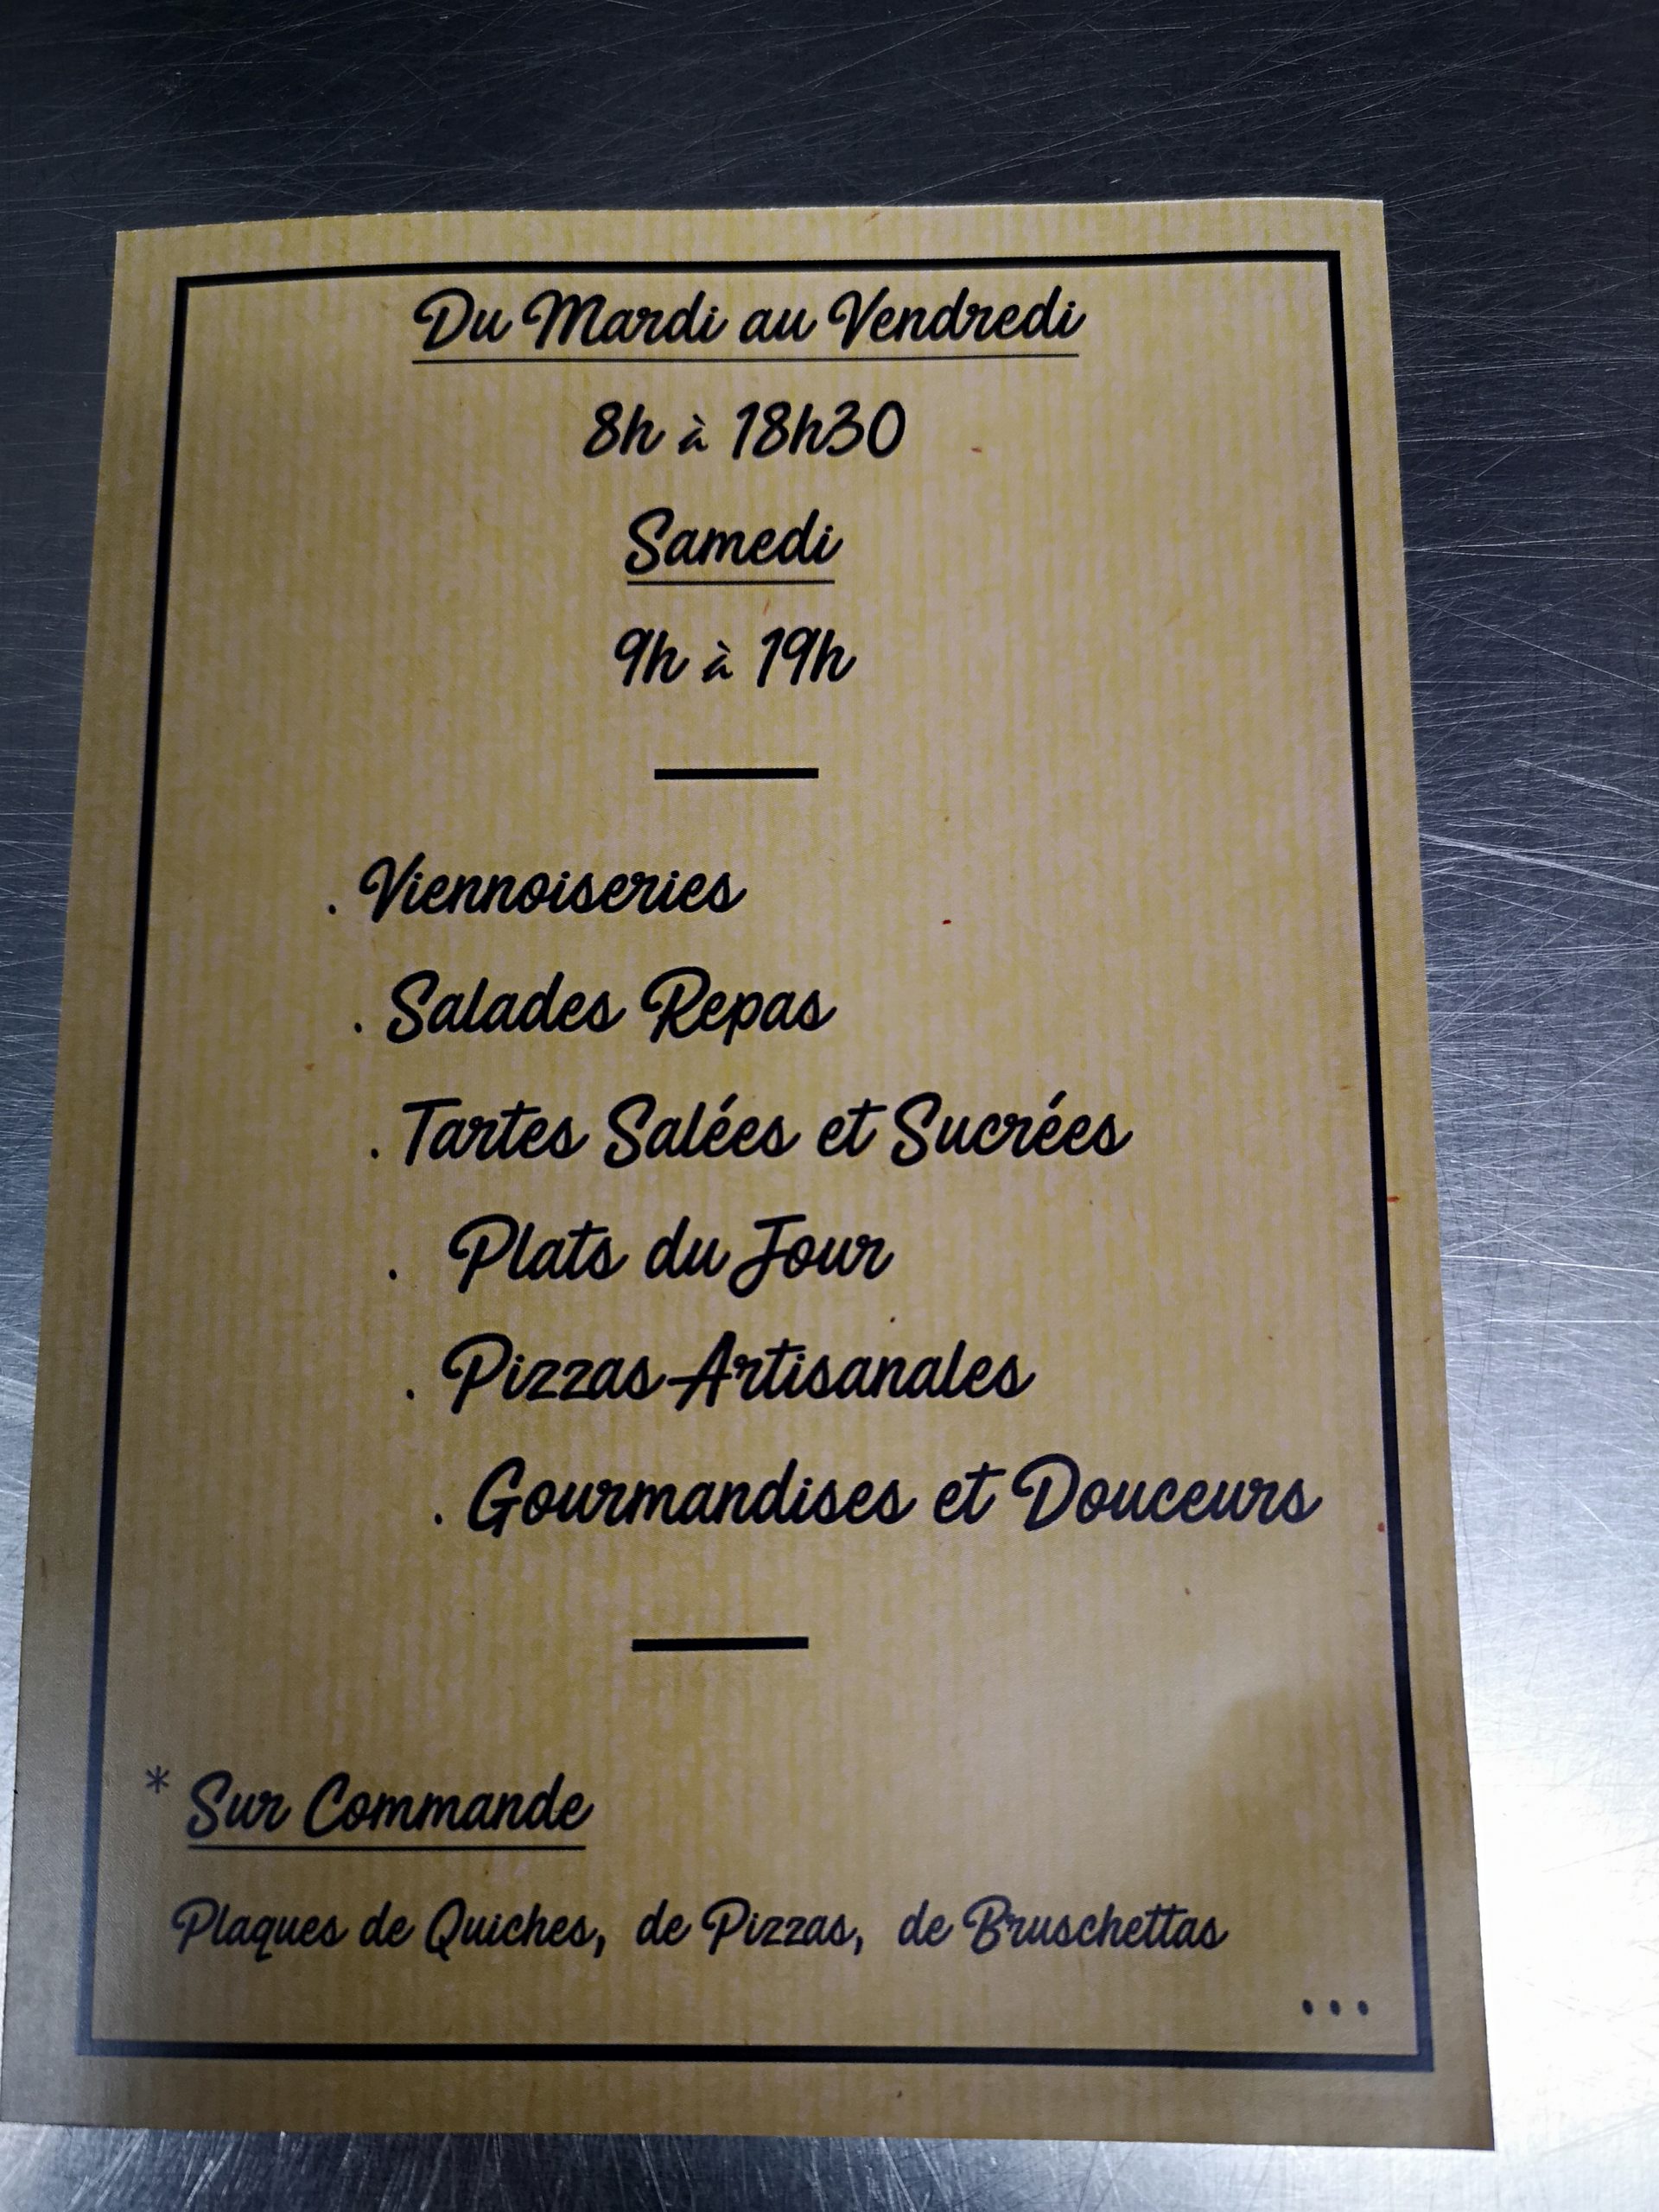 Du Mardi au Vendredi
8h à 18h30
Samedi
9h à 19h
. Viennoiseries
. Salades Repas
. Tartes Salées et Sucrées
. Plats du Jour
. Pizzas Artisanales
. Gourmandises et Douceurs
* Sur Commande
Plaques de Quiches, de Pizzas, de Bruschettas
...